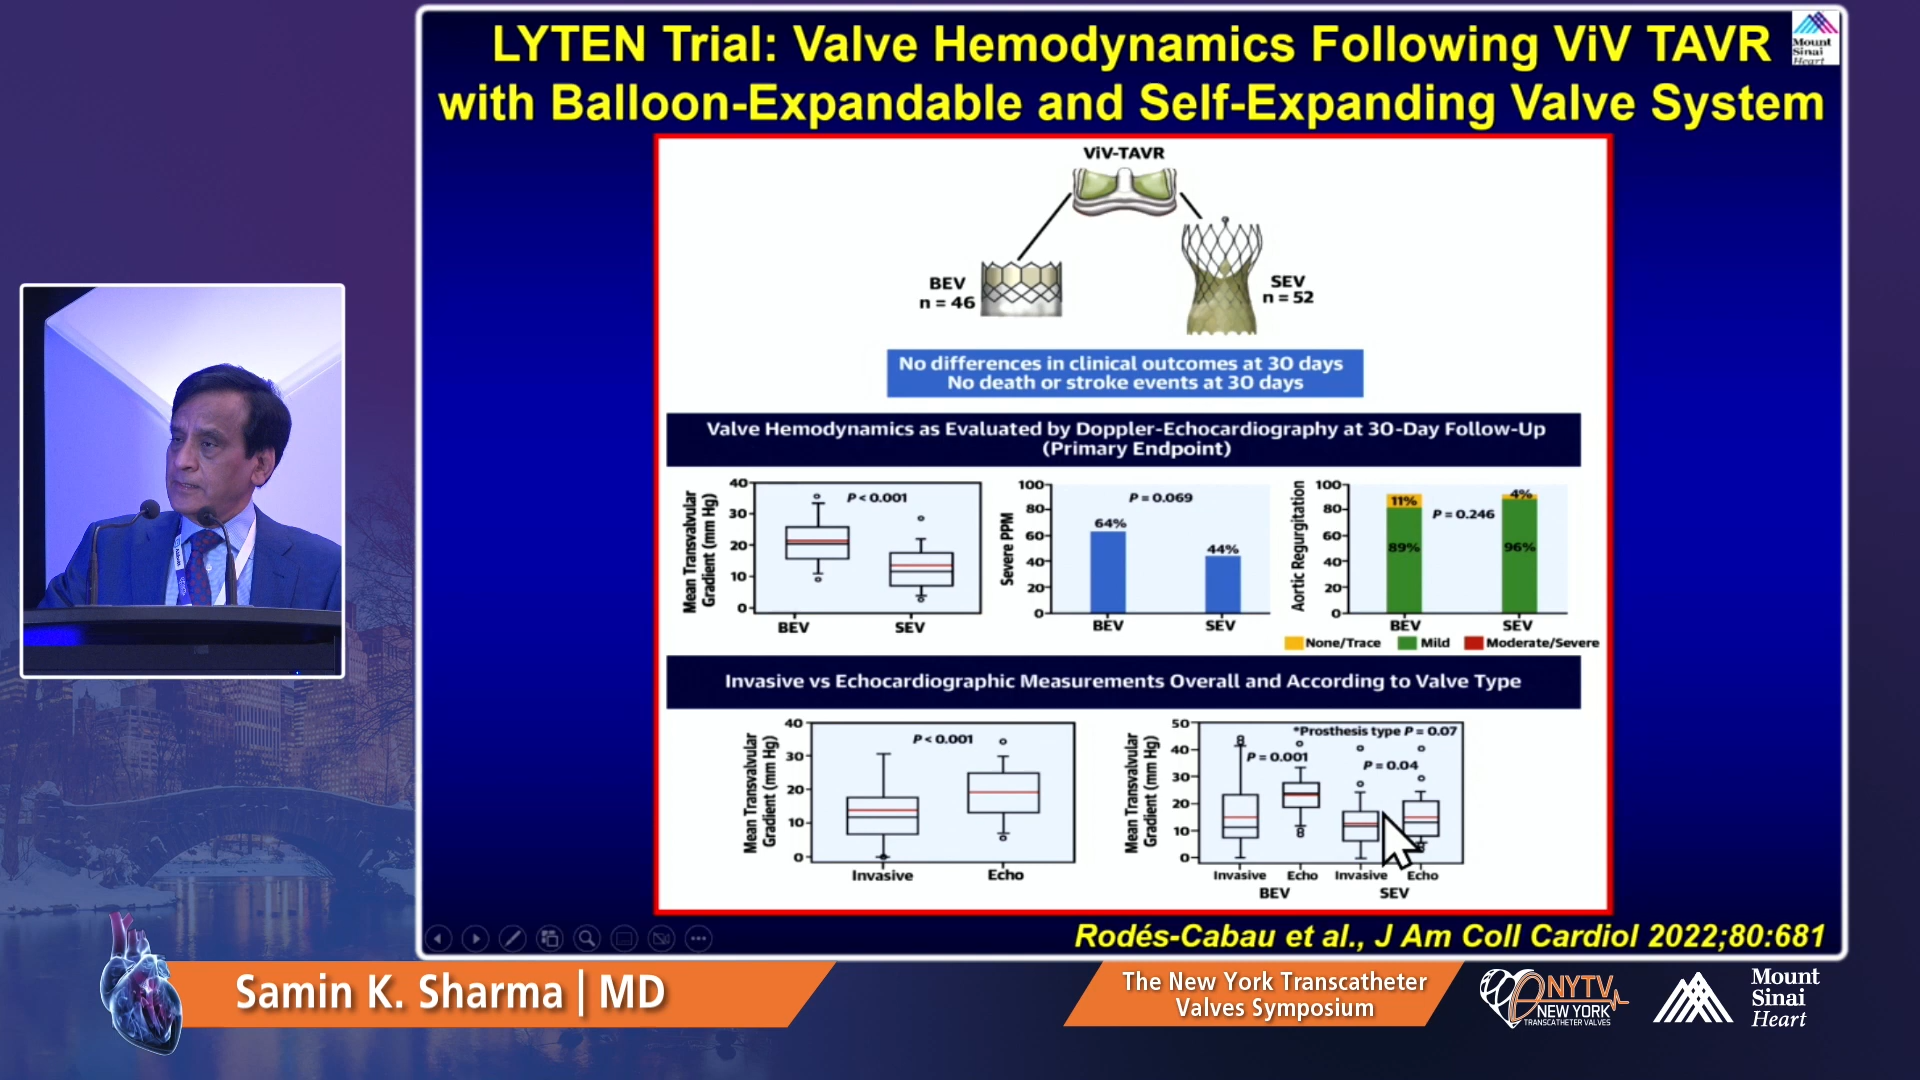 LYTEN Trial: Valve Hemodynamics Following ViV TAVR
with Balloon-Expandable and Self-Expanding Valve System
Mount
Sinai
Heart
ViV-TAVR
BEV
n = 46
SEV
n = 52
No differences in clinical outcomes at 30 days
No death or stroke events at 30 days
Valve Hemodynamics as Evaluated by Doppler-Echocardiography at 30-Day Follow-Up
(Primary Endpoint)
Mean Transvalvular
Gradient (mm Hg)
40
30
20
10
0
P < 0.001
BEV
SEV
Severe PPM
100
80
60
40
20
0
P = 0.069
64%
44%
BEV
SEV
Aortic Regurgitation
100
80
60
40
20
0
11%
89%
P = 0.246
4%
96%
BEV
SEV
None/Trace
Mild
Moderate/Severe
Invasive vs Echocardiographic Measurements Overall and According to Valve Type
Mean Transvalvular
Gradient (mm Hg)
40
30
20
10
0
P < 0.001
Invasive
Echo
Mean Transvalvular
Gradient (mm Hg)
50
40
30
20
10
0
*Prosthesis type P = 0.07
P = 0.001
P = 0.04
Invasive
Echo
Invasive
Echo
BEV
SEV
Rodés-Cabau et al., J Am Coll Cardiol 2022;80:681
Samin K. Sharma | MD
The New York Transcatheter
Valves Symposium
NYTV
NEW YORK
TRANSCATHETER VALVES
Mount
Sinai
Heart